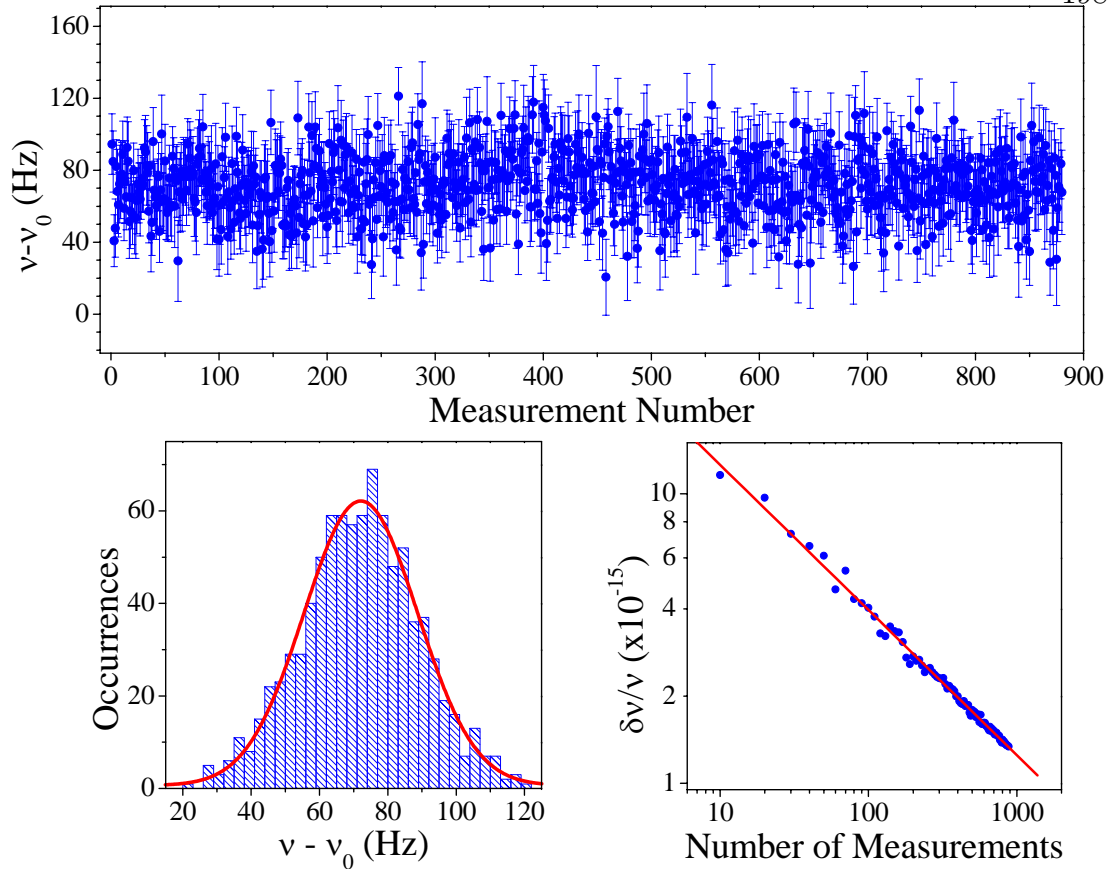 160
120
80
40
0
ν-ν₀ (Hz)
0 100 200 300 400 500 600 700 800 900
Measurement Number
60
40
20
0
Occurrences
20 40 60 80 100 120
ν - ν₀ (Hz)
10
8
6
4
2
1
δν/ν (x10⁻¹⁵)
10 100 1000
Number of Measurements